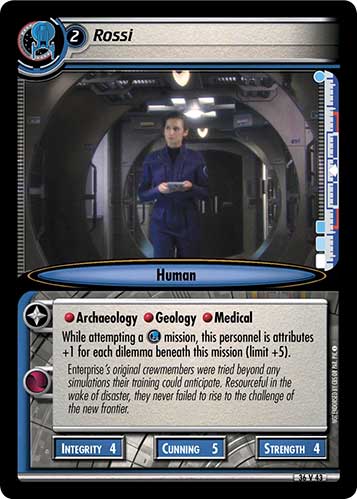 2 Rossi
Human
Archaeology Geology Medical
While attempting a mission, this personnel is attributes
+1 for each dilemma beneath this mission (limit +5).
Enterprise's original crewmembers were tried beyond any
simulations their training could anticipate. Resourceful in the
wake of disaster, they never failed to rise to the challenge of
the new frontier.
INTEGRITY 4 CUNNING 5 STRENGTH 4
36 V 43